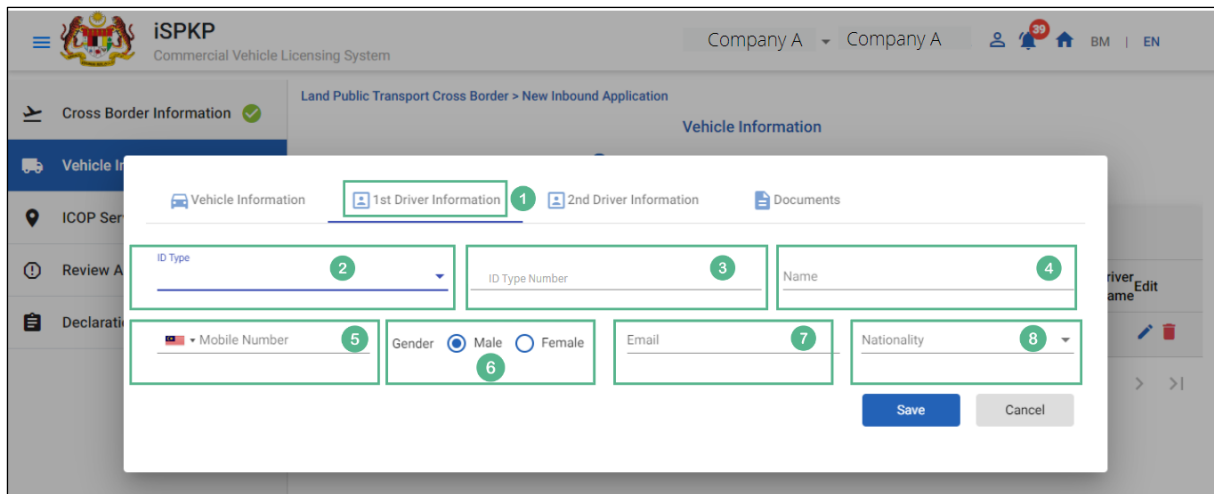 iSPKP
Commercial Vehicle Licensing System
Company A Company A 39 BM | EN
Cross Border Information
Land Public Transport Cross Border > New Inbound Application
Vehicle Information
Vehicle In
ICOP Ser
Review A
Declarati
Vehicle Information 1st Driver Information 1 2nd Driver Information Documents
ID Type 2
ID Type Number 3
Name 4
Mobile Number 5
Gender Male Female 6
Email 7
Nationality 8
river
ame Edit
Save Cancel